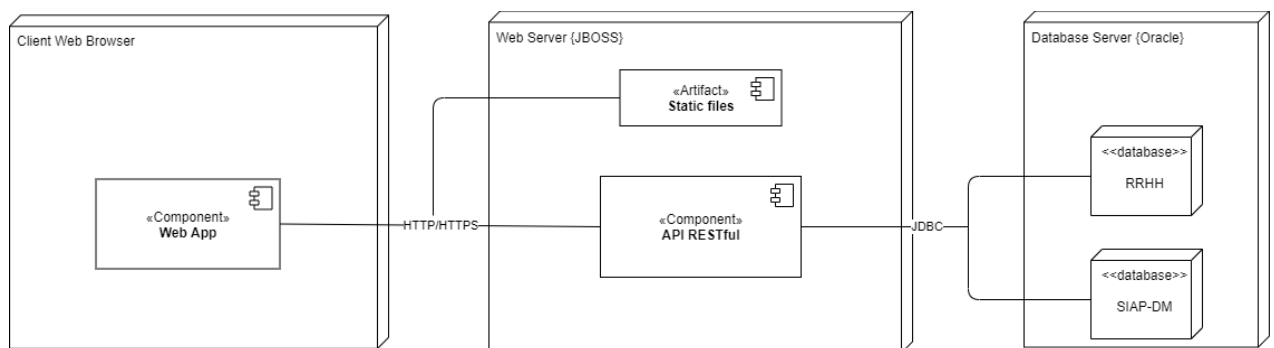 Client Web Browser
«Component»
Web App
HTTP/HTTPS
Web Server {JBOSS}
«Artifact»
Static files
«Component»
API RESTful
JDBC
Database Server {Oracle}
<<database>>
RRHH
<<database>>
SIAP-DM